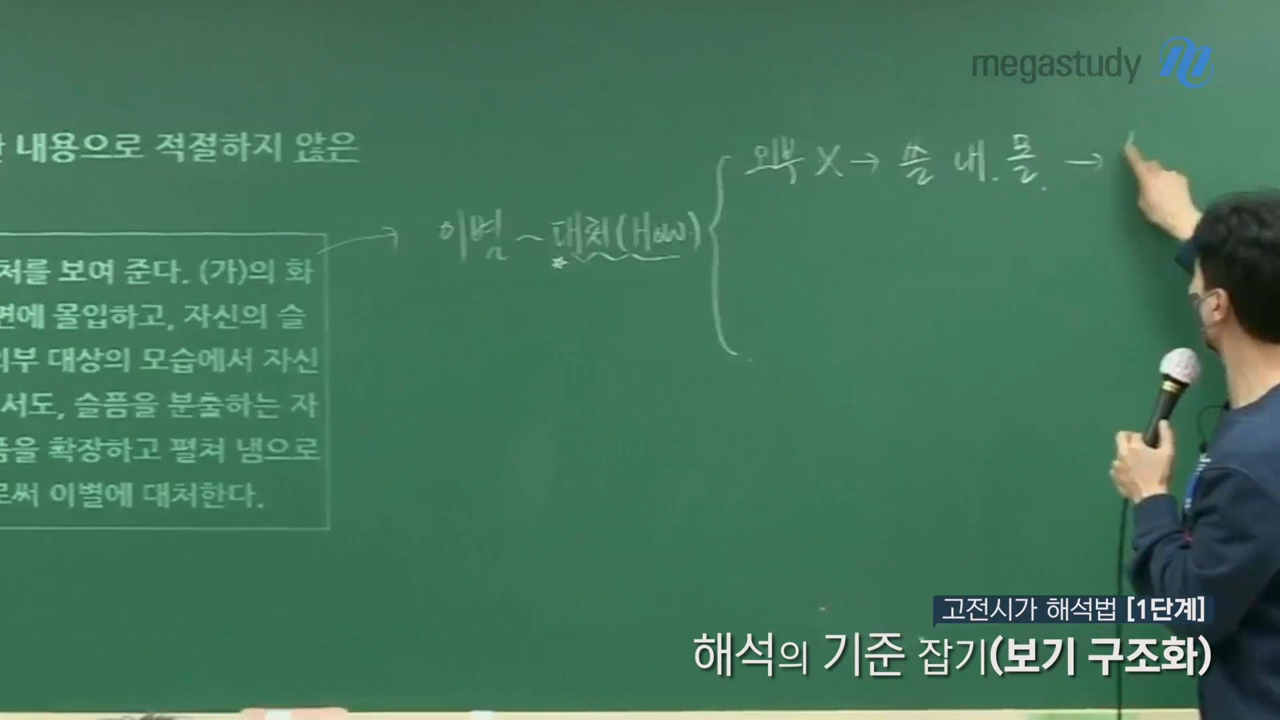 megastudy
한 내용으로 적절하지 않은
외부 X → 슬 내.몰. →
이별 ~ 대처(How)
처를 보여 준다. (가)의 화
면에 몰입하고, 자신의 슬
외부 대상의 모습에서 자신
서도, 슬픔을 분출하는 자
픔을 확장하고 펼쳐 냄으로
로써 이별에 대처한다.
고전시가 해석법 [1단계]
해석의 기준 잡기(보기 구조화)